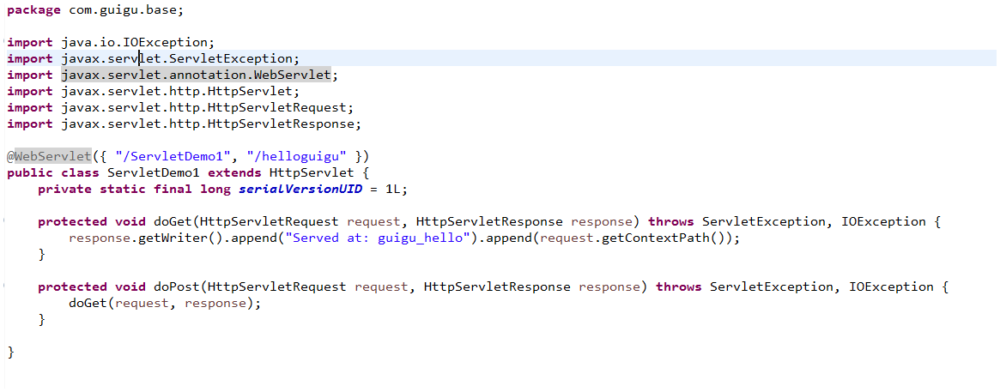 package com.guigu.base;
import java.io.IOException;
import javax.servlet.ServletException;
import javax.servlet.annotation.WebServlet;
import javax.servlet.http.HttpServlet;
import javax.servlet.http.HttpServletRequest;
import javax.servlet.http.HttpServletResponse;
@WebServlet({ "/ServletDemo1", "/helloguigu" })
public class ServletDemo1 extends HttpServlet {
    private static final long serialVersionUID = 1L;
    protected void doGet(HttpServletRequest request, HttpServletResponse response) throws ServletException, IOException {
        response.getWriter().append("Served at: guigu_hello").append(request.getContextPath());
    }
    protected void doPost(HttpServletRequest request, HttpServletResponse response) throws ServletException, IOException {
        doGet(request, response);
    }
}